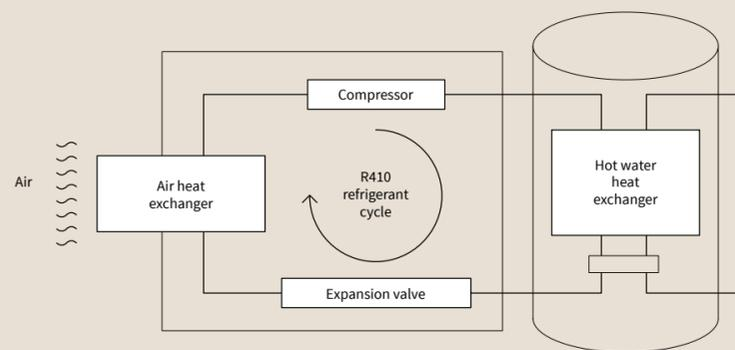 Compressor
Air
Air heat
exchanger
R410
refrigerant
cycle
Hot water
heat
exchanger
Expansion valve